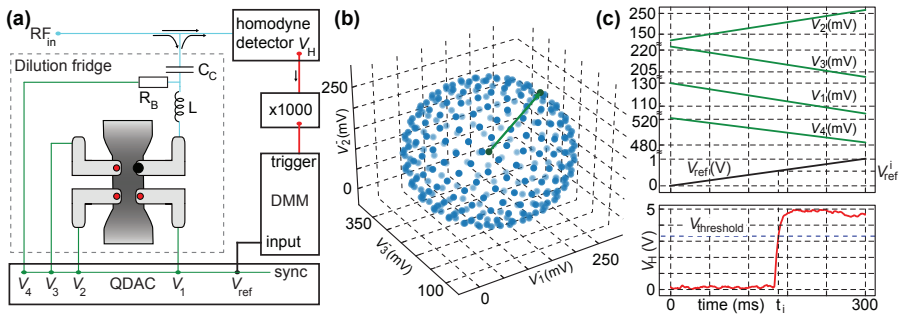 (a)
RF_in
homodyne
detector V_H
Dilution fridge
C_C
R_B
L
x1000
trigger
DMM
input
sync
V_4 V_3 V_2 QDAC V_1 V_ref
(b)
V_2(mV)
250
0
350
V_3(mV)
100
0
V_1(mV)
250
(c)
250
V_2(mV)
150
220
V_3(mV)
205
130
V_1(mV)
110
520
V_4(mV)
480
1
V_ref(V)
V^i_ref
0
5
V_threshold
V_H (V)
0
0 time (ms) t_i 300